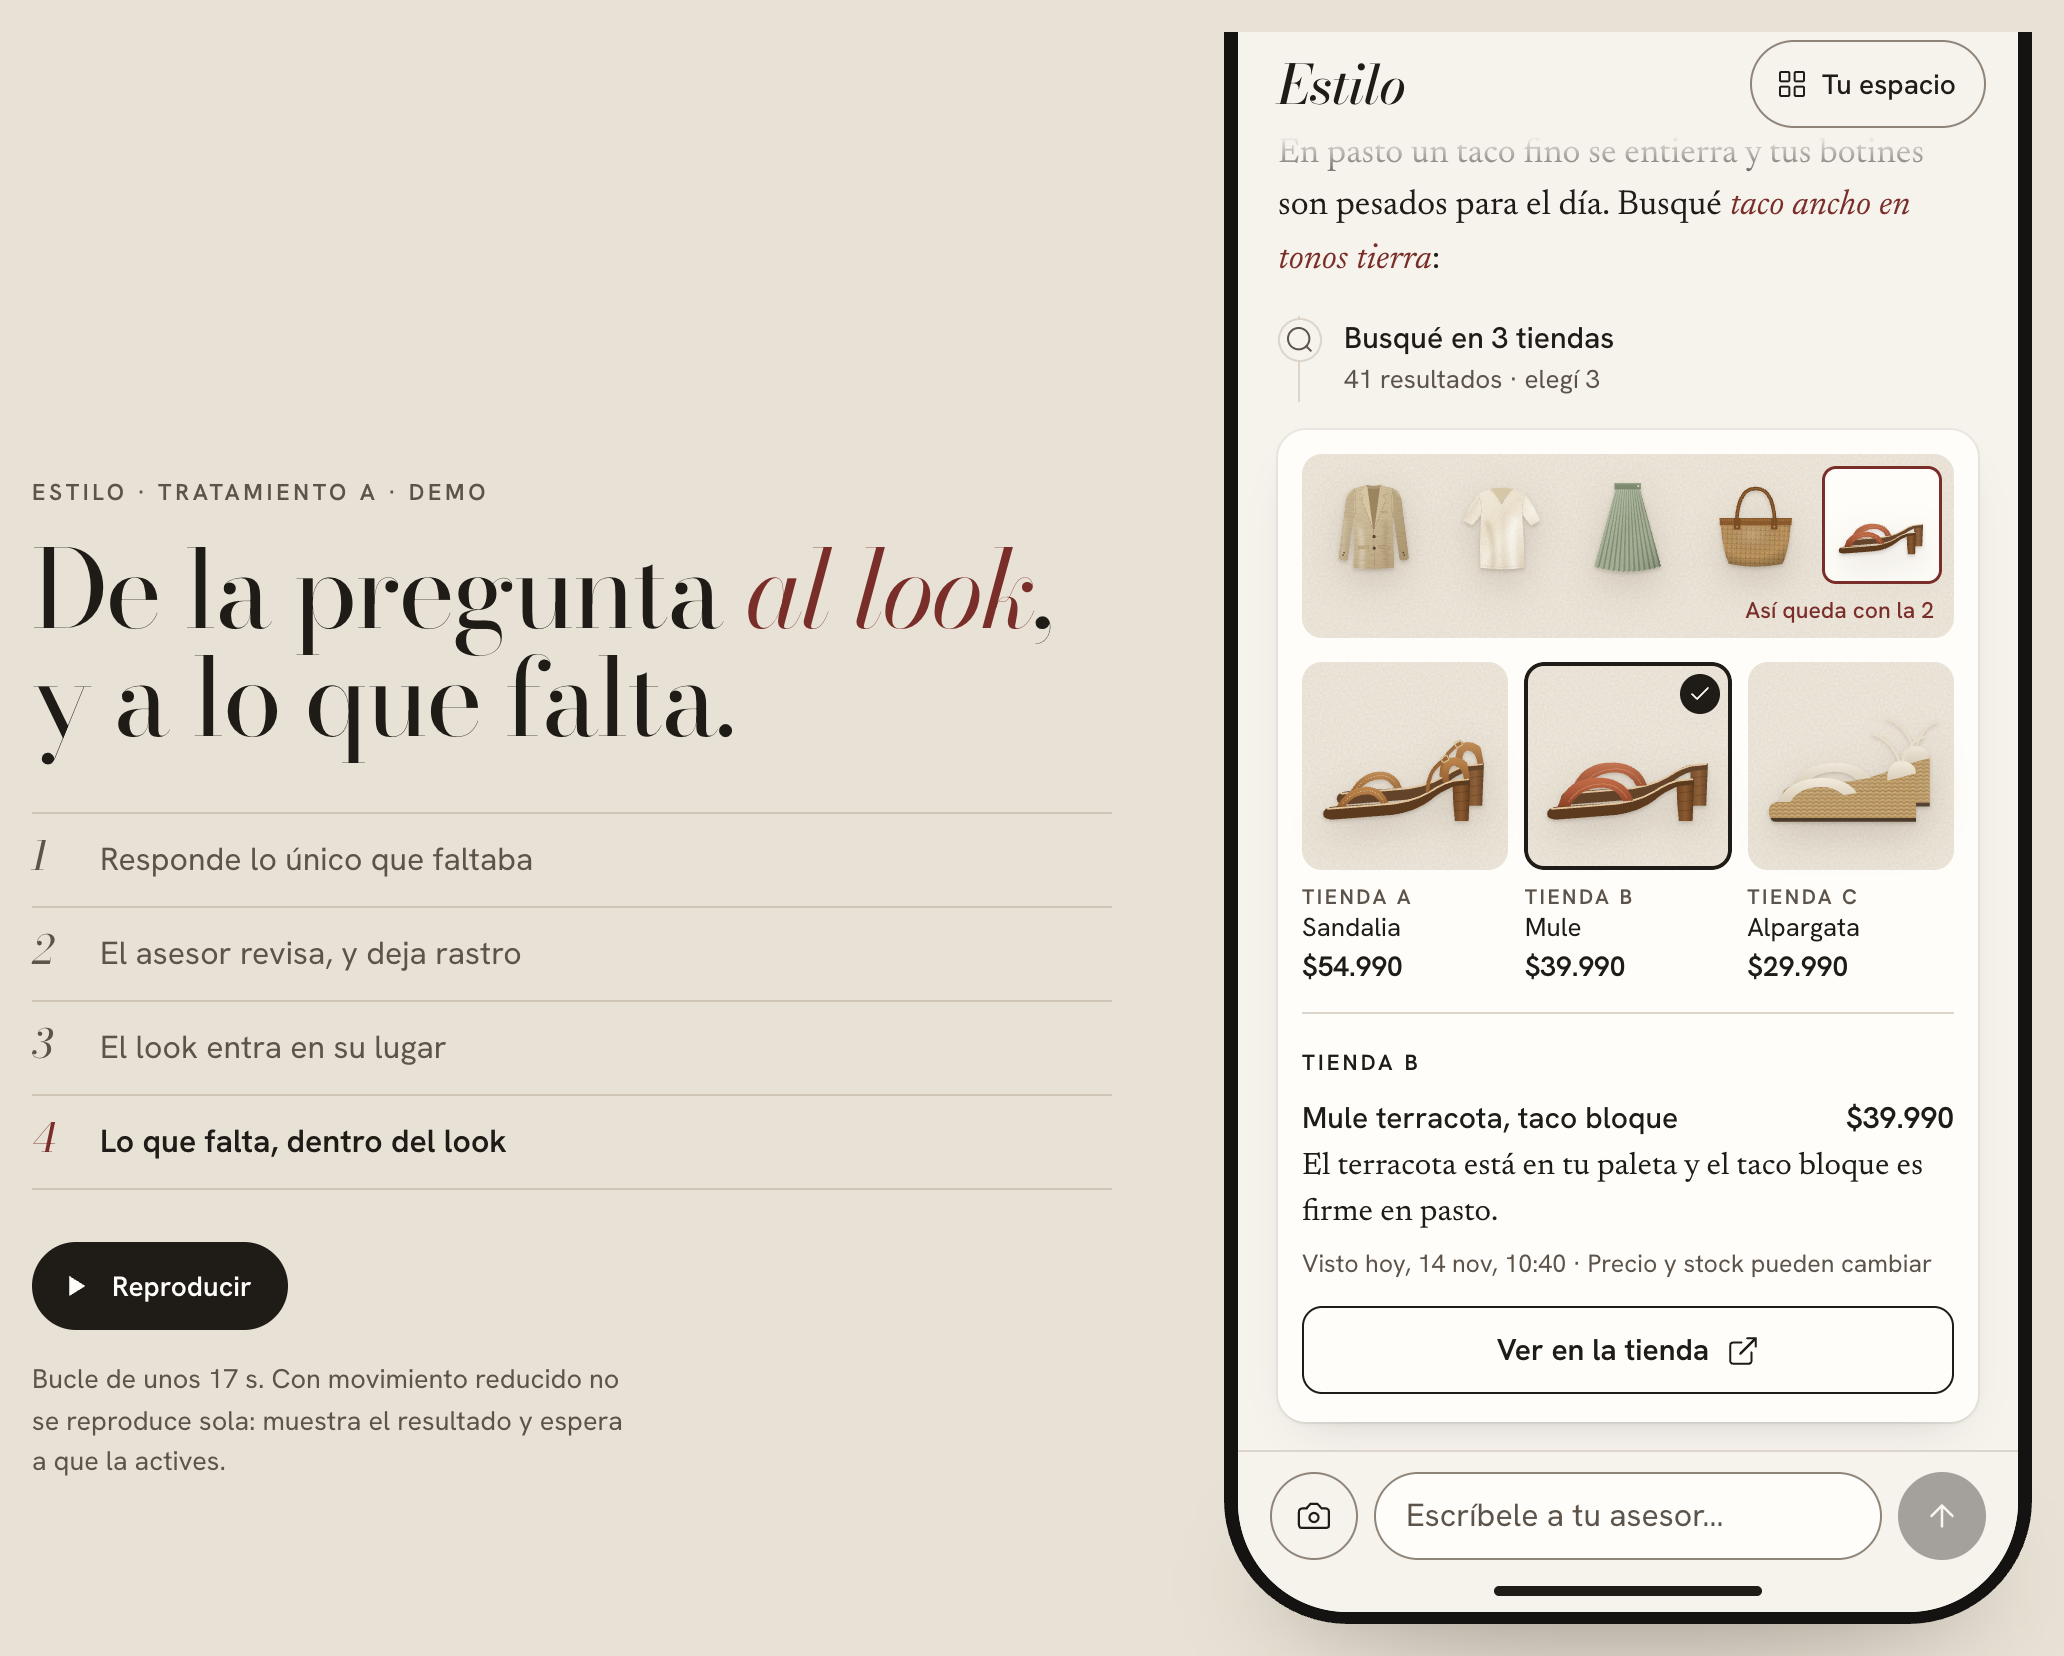 ESTILO · TRATAMIENTO A · DEMO
De la pregunta al look,
y a lo que falta.
1 Responde lo único que faltaba
2 El asesor revisa, y deja rastro
3 El look entra en su lugar
4 Lo que falta, dentro del look
Reproducir
Bucle de unos 17 s. Con movimiento reducido no
se reproduce sola: muestra el resultado y espera
a que la actives.
Estilo
Tu espacio
En pasto un taco fino se entierra y tus botines
son pesados para el día. Busqué taco ancho en
tonos tierra:
Busqué en 3 tiendas
41 resultados · elegí 3
Así queda con la 2
TIENDA A
Sandalia
$54.990
TIENDA B
Mule
$39.990
TIENDA C
Alpargata
$29.990
TIENDA B
Mule terracota, taco bloque $39.990
El terracota está en tu paleta y el taco bloque es
firme en pasto.
Visto hoy, 14 nov, 10:40 · Precio y stock pueden cambiar
Ver en la tienda
Escríbele a tu asesor...